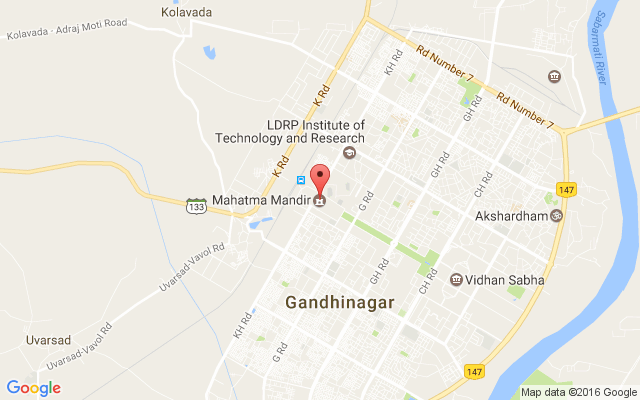 Kolavada
Kolavada - Adraj Moti Road
KH Rd
Rd Number 7
Sabarmati River
K Rd
Rd Number 7
GH Rd
LDRP Institute of
Technology and Research
K Rd
GH Rd
CH Rd
147
Mahatma Mandir
133
G Rd
Akshardham
Uvarsad-Vavol Rd
GH Rd
CH Rd
Vidhan Sabha
Gandhinagar
KH Rd
Uvarsad
G Rd
Uvarsad-Vavol Rd
147
Google
Map data ©2016 Google